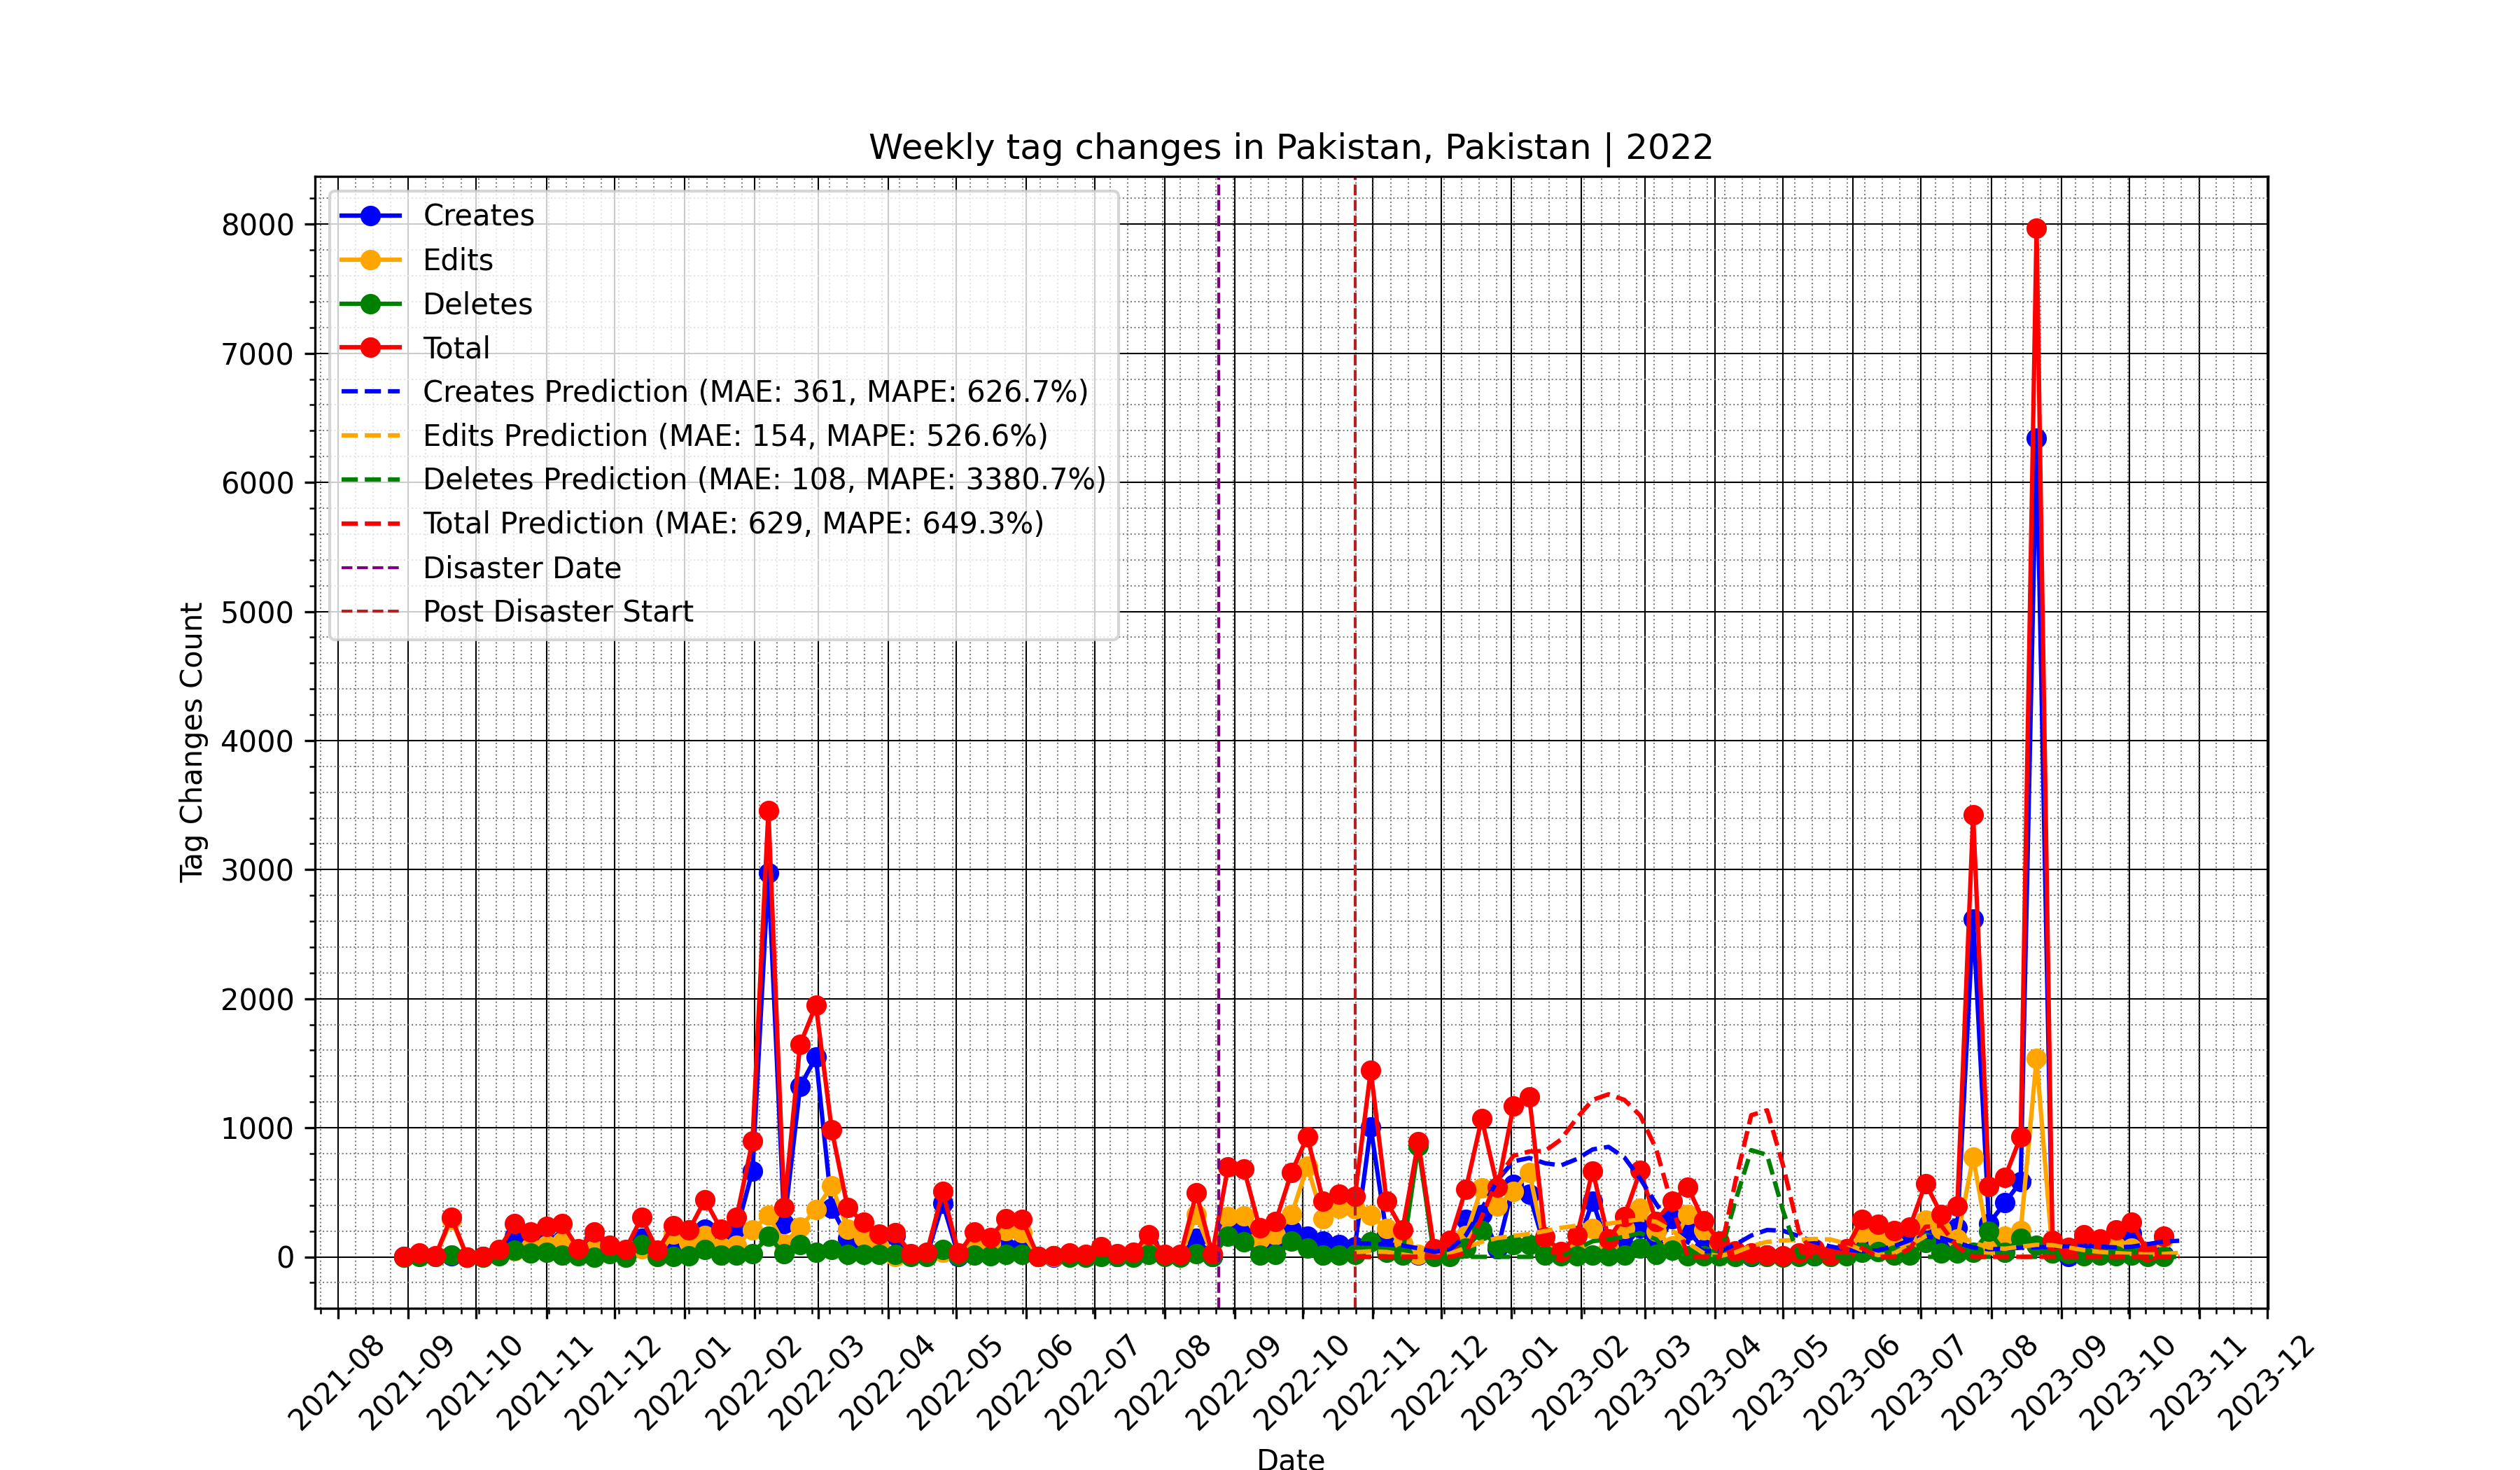 Weekly tag changes in Pakistan, Pakistan | 2022
Creates
Edits
Deletes
Total
Creates Prediction (MAE: 361, MAPE: 626.7%)
Edits Prediction (MAE: 154, MAPE: 526.6%)
Deletes Prediction (MAE: 108, MAPE: 3380.7%)
Total Prediction (MAE: 629, MAPE: 649.3%)
Disaster Date
Post Disaster Start
Tag Changes Count
8000
7000
6000
5000
4000
3000
2000
1000
0
2021-08
2021-09
2021-10
2021-11
2021-12
2022-01
2022-02
2022-03
2022-04
2022-05
2022-06
2022-07
2022-08
2022-09
2022-10
2022-11
2022-12
2023-01
2023-02
2023-03
2023-04
2023-05
2023-06
2023-07
2023-08
2023-09
2023-10
2023-11
2023-12
Date